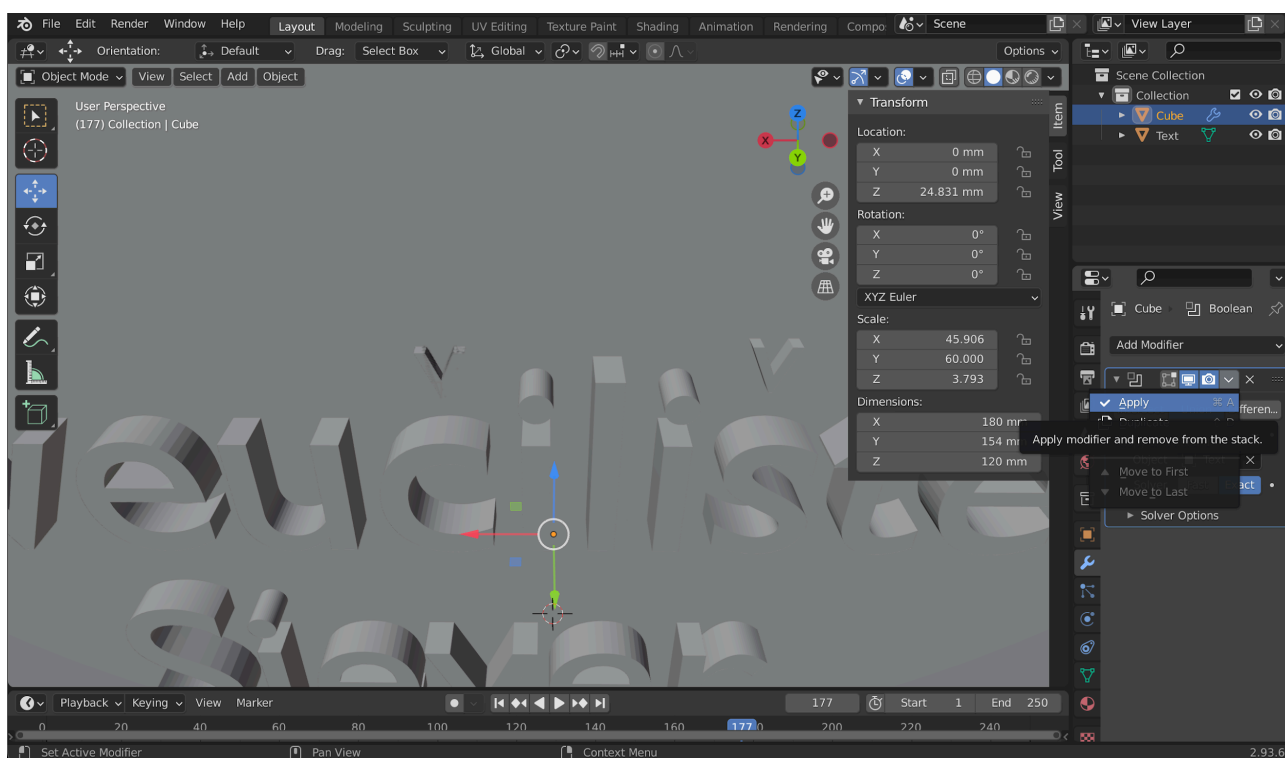 File Edit Render Window Help Layout Modeling Sculpting UV Editing Texture Paint Shading Animation Rendering Compo Scene View Layer
Orientation: Default Drag: Select Box Global Options
Object Mode View Select Add Object
User Perspective
(177) Collection | Cube
Z
X
Y
Transform
Location:
X 0 mm
Y 0 mm
Z 24.831 mm
Rotation:
X 0°
Y 0°
Z 0°
XYZ Euler
Scale:
X 45.906
Y 60.000
Z 3.793
Dimensions:
X 180 mm
Y 154 mm
Z 120 mm
Item
Tool
View
Scene Collection
Collection
Cube
Text
Cube Boolean
Add Modifier
Apply ⌘ A
fferen...
Apply modifier and remove from the stack.
Move to First
Move to Last
act
Solver Options
Playback Keying View Marker 177 Start 1 End 250
0 20 40 60 80 100 120 140 160 177 200 220 240
Set Active Modifier Pan View Context Menu 2.93.6